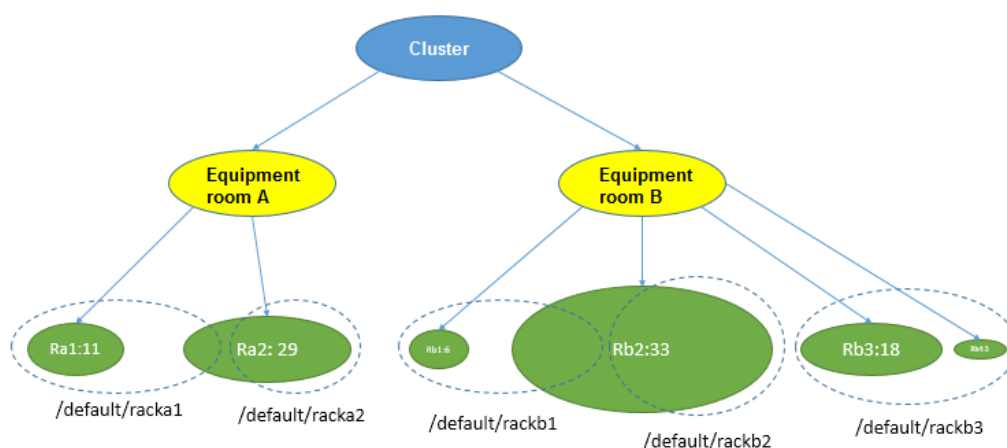 Cluster
Equipment
room A
Equipment
room B
Ra1:11
Ra2: 29
Rb1:6
Rb2:33
Rb3:18
/default/racka1
/default/racka2
/default/rackb1
/default/rackb2
/default/rackb3